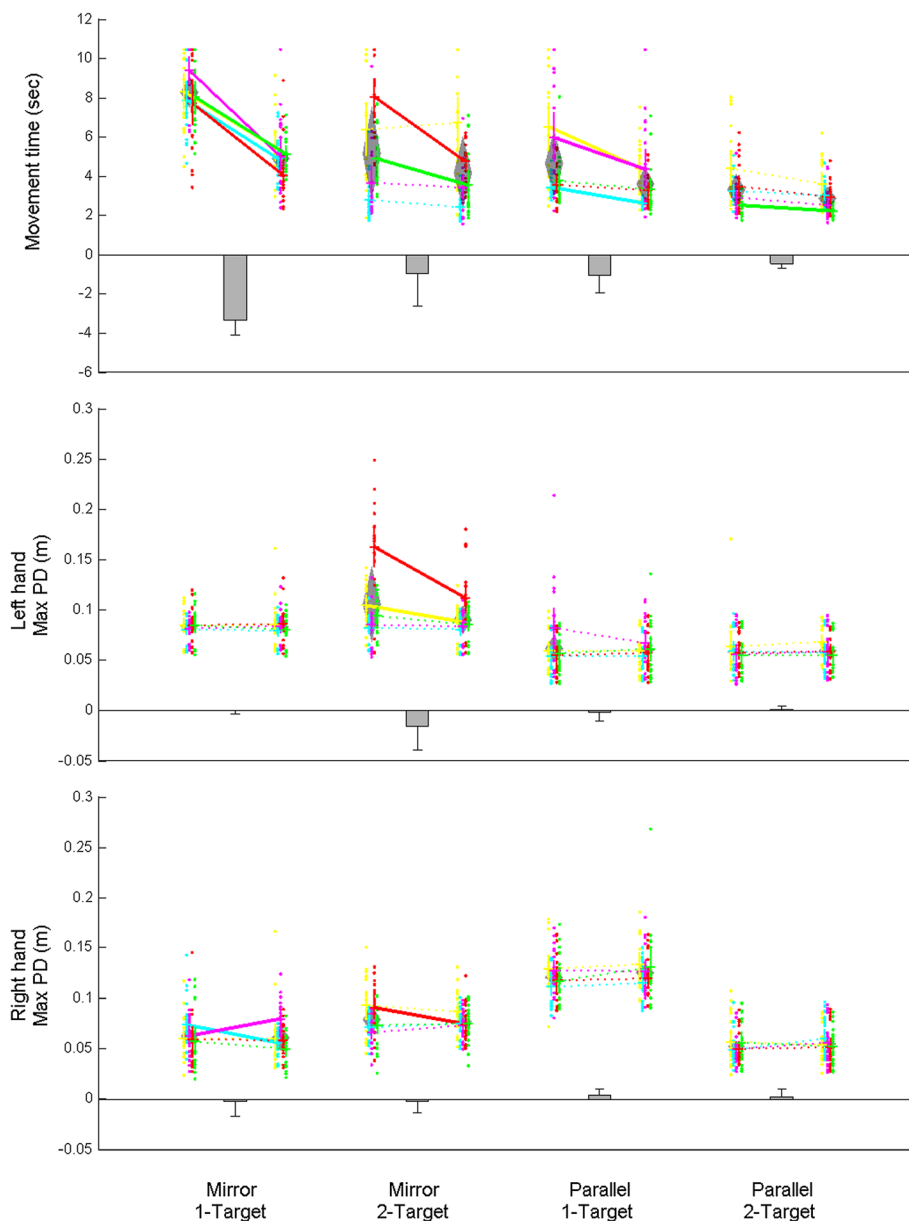 Movement time (sec)
12
10
8
6
4
2
0
-2
-4
-6
Left hand
Max PD (m)
0.3
0.25
0.2
0.15
0.1
0.05
0
-0.05
Right hand
Max PD (m)
0.3
0.25
0.2
0.15
0.1
0.05
0
-0.05
Mirror
1-Target
Mirror
2-Target
Parallel
1-Target
Parallel
2-Target